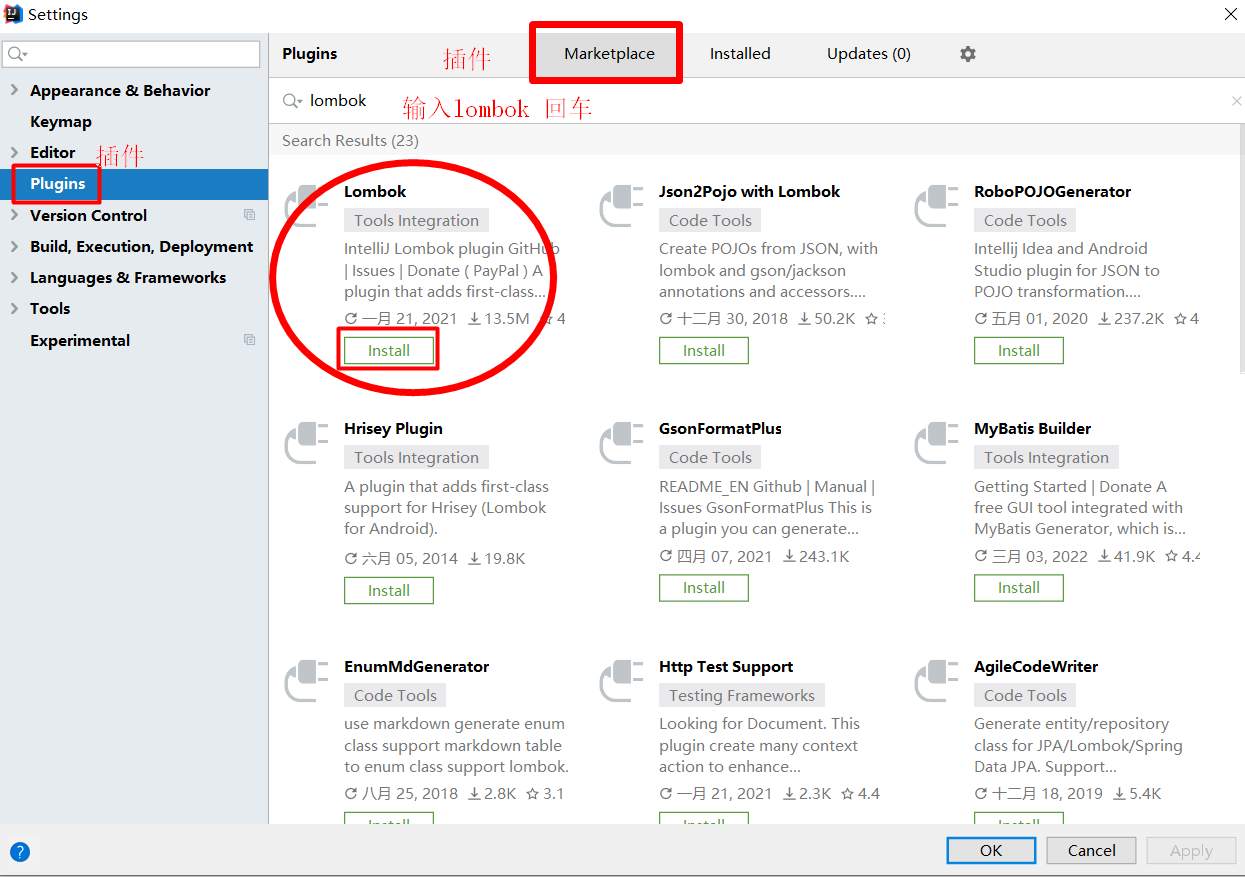 Settings
Plugins
插件
Marketplace
Installed
Updates (0)
Appearance & Behavior
Keymap
Editor
插件
Plugins
Version Control
Build, Execution, Deployment
Languages & Frameworks
Tools
Experimental
lombok
输入lombok 回车
Search Results (23)
Lombok
Tools Integration
IntelliJ Lombok plugin GitHub
| Issues | Donate ( PayPal ) A
plugin that adds first-class...
一月 21, 2021 13.5M 4
Install
Json2Pojo with Lombok
Code Tools
Create POJOs from JSON, with
lombok and gson/jackson
annotations and accessors....
十二月 30, 2018 50.2K
Install
RoboPOJOGenerator
Code Tools
Intellij Idea and Android
Studio plugin for JSON to
POJO transformation....
五月 01, 2020 237.2K 4
Install
Hrisey Plugin
Tools Integration
A plugin that adds first-class
support for Hrisey (Lombok
for Android).
六月 05, 2014 19.8K
Install
GsonFormatPlus
Code Tools
README_EN Github | Manual |
Issues GsonFormatPlus This is
a plugin you can generate...
四月 07, 2021 243.1K
Install
MyBatis Builder
Tools Integration
Getting Started | Donate A
free GUI tool integrated with
MyBatis Generator, which is...
三月 03, 2022 41.9K 4.4
Install
EnumMdGenerator
Code Tools
use markdown generate enum
class support markdown table
to enum class support lombok.
八月 25, 2018 2.8K 3.1
Install
Http Test Support
Testing Frameworks
Looking for Document. This
plugin create many context
action to enhance...
一月 21, 2021 2.3K 4.4
Install
AgileCodeWriter
Code Tools
Generate entity/repository
class for JPA/Lombok/Spring
Data JPA. Support...
十二月 18, 2019 5.4K
Install
?
OK
Cancel
Apply